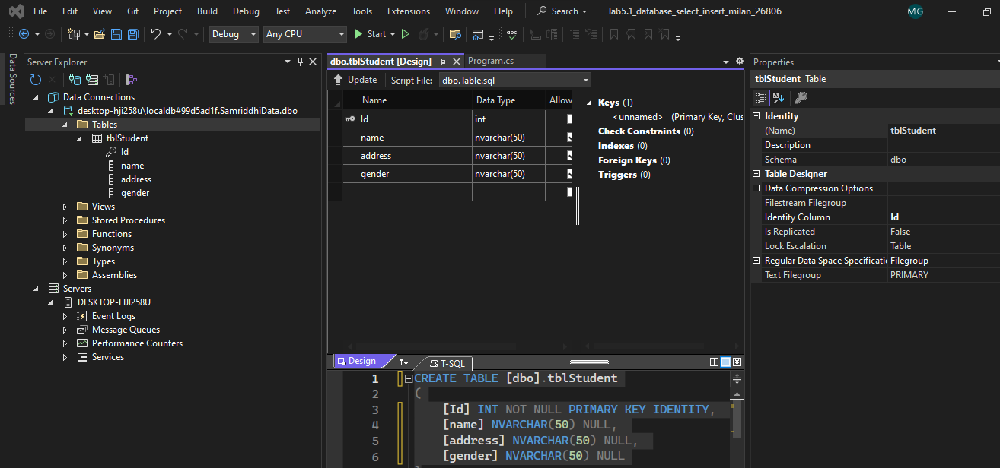 File Edit View Git Project Build Debug Test Analyze Tools Extensions Window Help Search lab5.1_database_select_insert_milan_26806 MG
Debug Any CPU Start abc
Data Sources
Server Explorer
Data Connections
desktop-hji258u\localdb#99d5ad1f.SamriddhiData.dbo
Tables
tblStudent
Id
name
address
gender
Views
Stored Procedures
Functions
Synonyms
Types
Assemblies
Servers
DESKTOP-HJI258U
Event Logs
Message Queues
Performance Counters
Services
dbo.tblStudent [Design] Program.cs
Update Script File: dbo.Table.sql
Name Data Type Allow
Id int
name nvarchar(50)
address nvarchar(50)
gender nvarchar(50)
Keys (1)
<unnamed> (Primary Key, Clus
Check Constraints (0)
Indexes (0)
Foreign Keys (0)
Triggers (0)
Design T-SQL
1 CREATE TABLE [dbo].tblStudent
2 (
3 [Id] INT NOT NULL PRIMARY KEY IDENTITY,
4 [name] NVARCHAR(50) NULL,
5 [address] NVARCHAR(50) NULL,
6 [gender] NVARCHAR(50) NULL
Properties
tblStudent Table
Identity
(Name) tblStudent
Description
Schema dbo
Table Designer
Data Compression Options
Filestream Filegroup
Identity Column Id
Is Replicated False
Lock Escalation Table
Regular Data Space Specificatio Filegroup
Text Filegroup PRIMARY